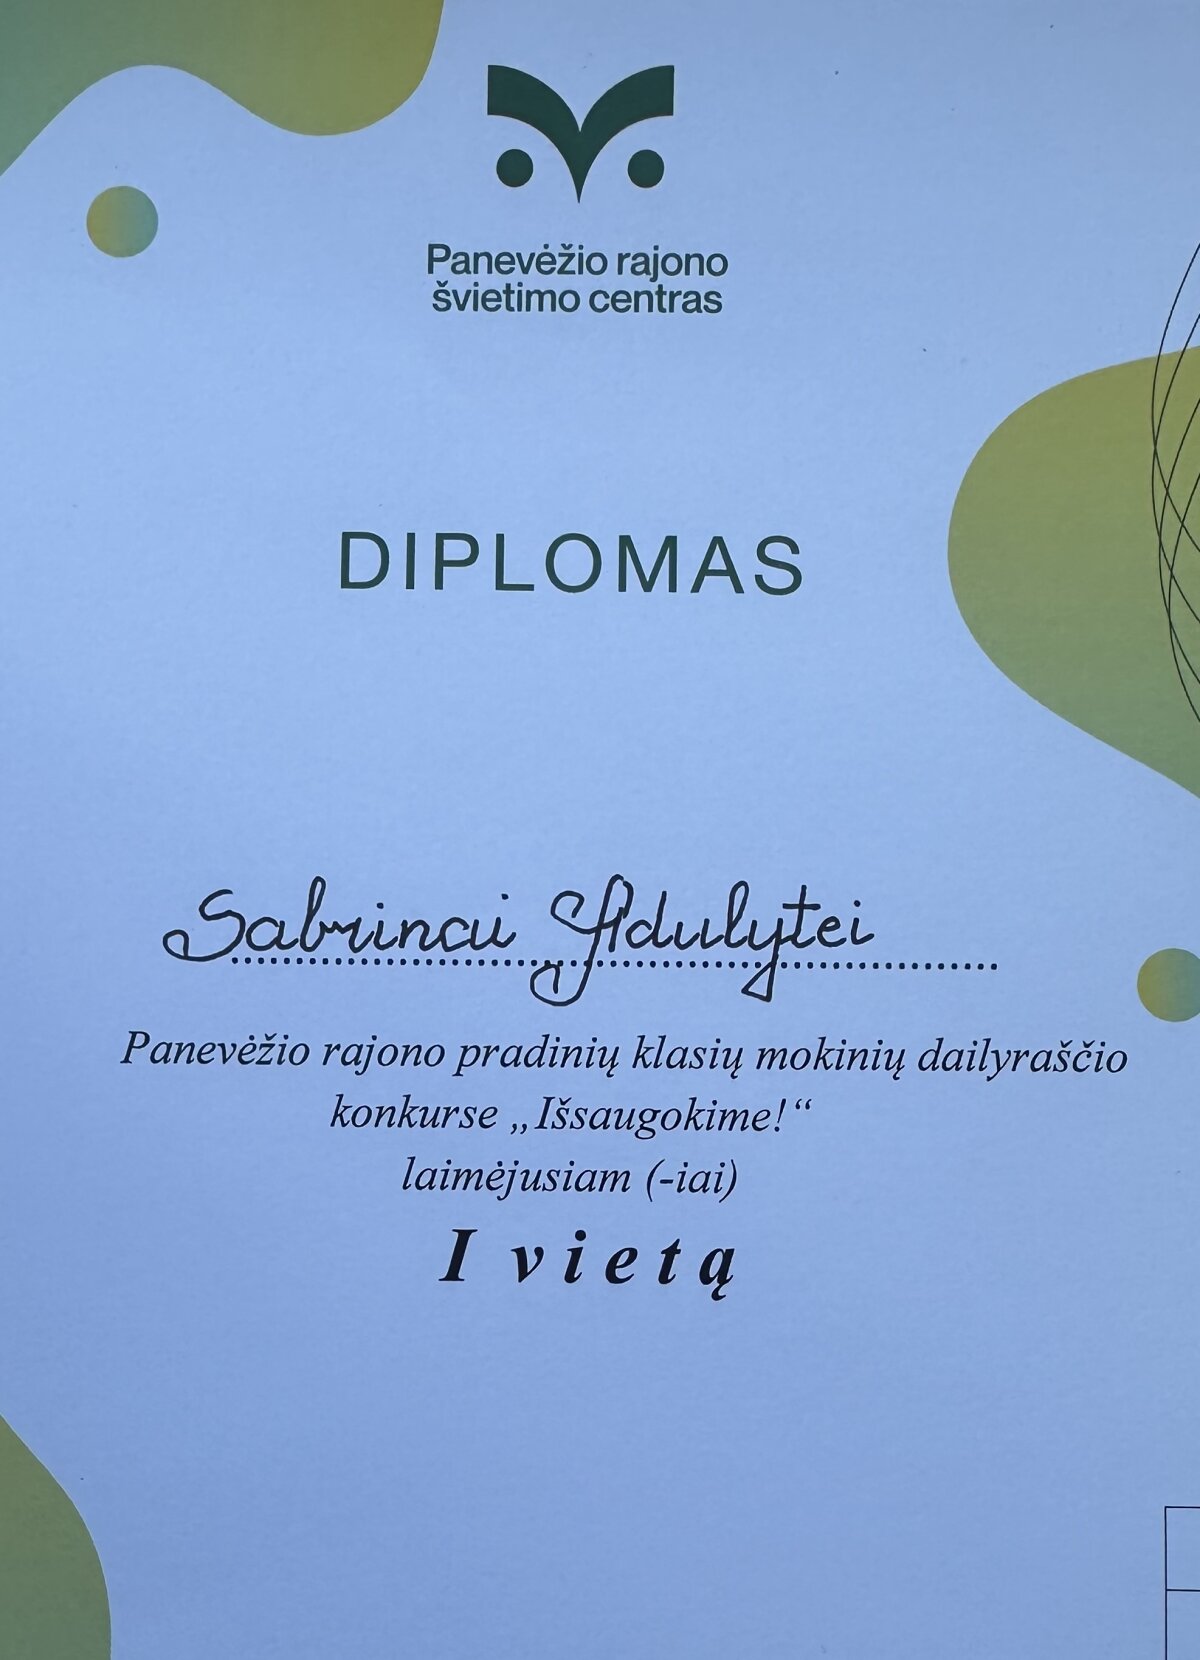 Panevėžio rajono
švietimo centras
DIPLOMAS
Sabrinai Adulytei
Panevėžio rajono pradinių klasių mokinių dailyraščio
konkurse „Išsaugokime!“
laimėjusiam (-iai)
I vietą